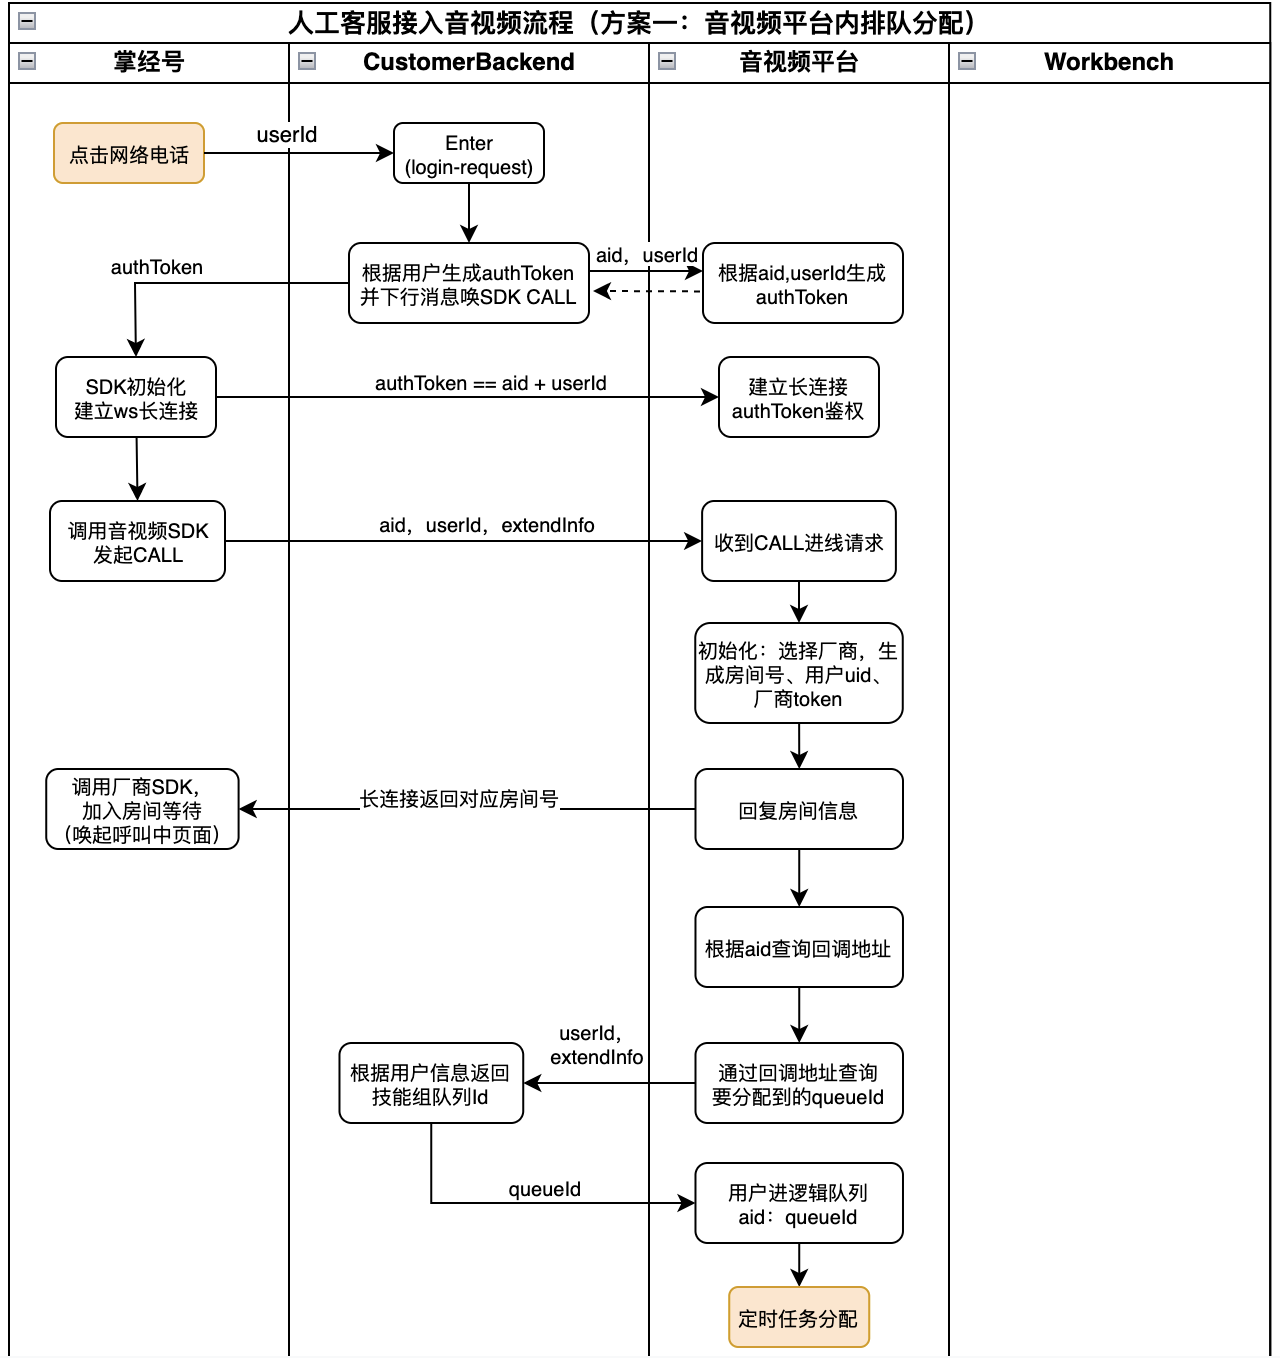 人工客服接入音视频流程（方案一：音视频平台内排队分配）
掌经号
CustomerBackend
音视频平台
Workbench
点击网络电话
userId
Enter
(login-request)
authToken
根据用户生成authToken
并下行消息唤SDK CALL
aid，userId
根据aid,userId生成
authToken
SDK初始化
建立ws长连接
authToken == aid + userId
建立长连接
authToken鉴权
调用音视频SDK
发起CALL
aid，userId，extendInfo
收到CALL进线请求
初始化：选择厂商，生
成房间号、用户uid、
厂商token
调用厂商SDK，
加入房间等待
（唤起呼叫中页面）
长连接返回对应房间号
回复房间信息
根据aid查询回调地址
根据用户信息返回
技能组队列Id
userId，
extendInfo
通过回调地址查询
要分配到的queueId
queueId
用户进逻辑队列
aid：queueId
定时任务分配